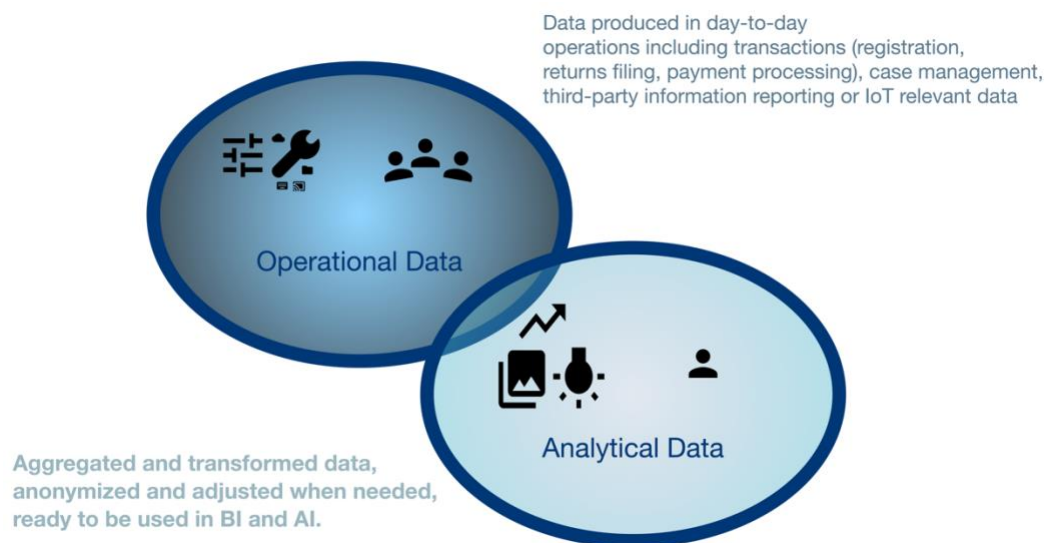 Data produced in day-to-day
operations including transactions (registration,
returns filing, payment processing), case management,
third-party information reporting or IoT relevant data
Operational Data
Analytical Data
Aggregated and transformed data,
anonymized and adjusted when needed,
ready to be used in BI and AI.